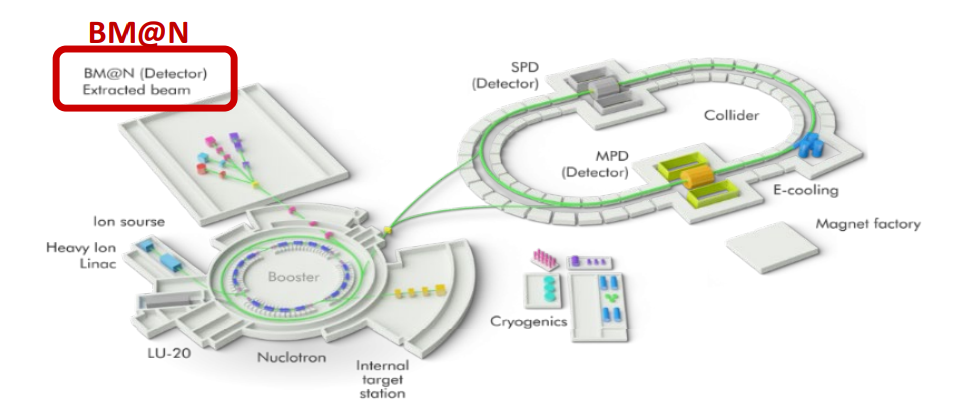 BM@N
BM@N (Detector)
Extracted beam
SPD
(Detector)
Collider
MPD
(Detector)
E-cooling
Magnet factory
Ion sourse
Heavy Ion
Linac
Booster
Cryogenics
LU-20
Nuclotron
Internal
target
station